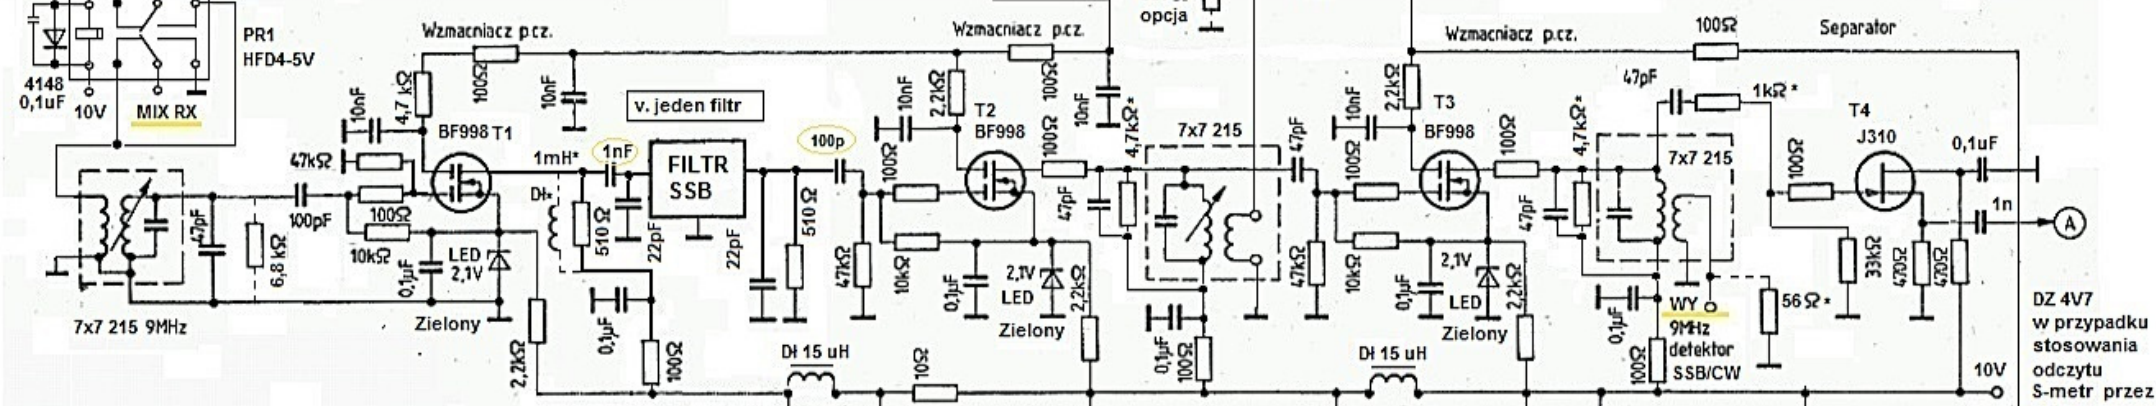 opcja
PR1
HFD4-5V
4148
0,1uF
10V
MIX RX
Wzmacniacz p.cz.
100Ω
4,7 kΩ
10nF
10nF
BF998 T1
47kΩ
100Ω
100pF
10kΩ
47pF
6,8kΩ
0,1μF
LED
2,1V
Zielony
7x7 215 9MHz
2,2kΩ
1mH*
Dł.
1nF
510Ω
22pF
0,1μF
100Ω
v. jeden filtr
FILTR
SSB
22pF
510Ω
100p
47kΩ
Dł 15 uH
10Ω
Wzmacniacz p.cz.
100Ω
10nF
2,2kΩ
10nF
T2
BF998
100Ω
100Ω
10kΩ
0,1μF
2,1V
LED
Zielony
2,2kΩ
4,7kΩ*
47pF
7x7 215
0,1μF
100Ω
47pF
47kΩ
Dł 15 uH
Wzmacniacz p.cz.
100Ω
Separator
10nF
2,2kΩ
T3
BF998
100Ω
100Ω
10kΩ
0,1μF
2,1V
LED
Zielony
2,2kΩ
4,7kΩ*
47pF
47pF
1kΩ*
7x7 215
0,1μF
100Ω
WY
9MHz
detektor
SSB/CW
56Ω*
100Ω
T4
J310
33kΩ
470Ω
470Ω
0,1uF
1n
A
10V
DZ 4V7
w przypadku
stosowania
odczytu
S-metr przez